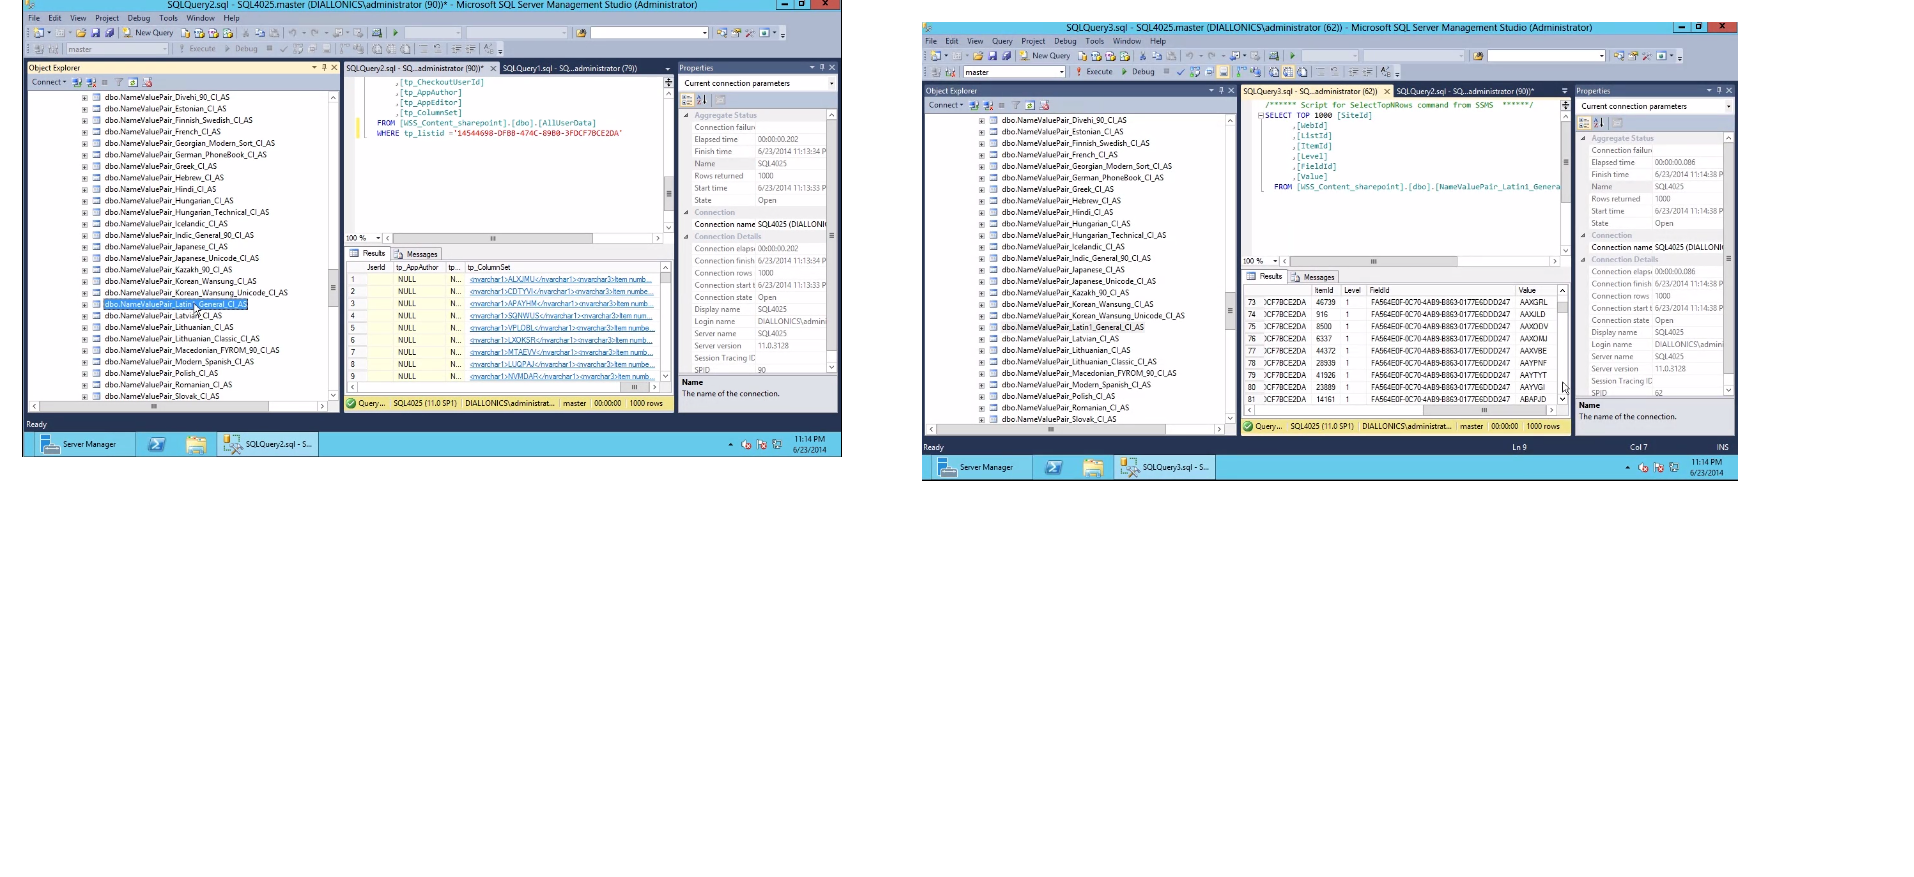 SQLQuery2.sql - SQL4025.master (DIALLONICS\administrator (90))* - Microsoft SQL Server Management Studio (Administrator)
File Edit View Project Debug Tools Window Help
New Query
master Execute Debug
Object Explorer
Connect
dbo.NameValuePair_Divehi_90_CI_AS
dbo.NameValuePair_Estonian_CI_AS
dbo.NameValuePair_Finnish_Swedish_CI_AS
dbo.NameValuePair_French_CI_AS
dbo.NameValuePair_Georgian_Modern_Sort_CI_AS
dbo.NameValuePair_German_PhoneBook_CI_AS
dbo.NameValuePair_Greek_CI_AS
dbo.NameValuePair_Hebrew_CI_AS
dbo.NameValuePair_Hindi_CI_AS
dbo.NameValuePair_Hungarian_CI_AS
dbo.NameValuePair_Hungarian_Technical_CI_AS
dbo.NameValuePair_Icelandic_CI_AS
dbo.NameValuePair_Indic_General_90_CI_AS
dbo.NameValuePair_Japanese_CI_AS
dbo.NameValuePair_Japanese_Unicode_CI_AS
dbo.NameValuePair_Kazakh_90_CI_AS
dbo.NameValuePair_Korean_Wansung_CI_AS
dbo.NameValuePair_Korean_Wansung_Unicode_CI_AS
dbo.NameValuePair_Latin1_General_CI_AS
dbo.NameValuePair_Latvian_CI_AS
dbo.NameValuePair_Lithuanian_CI_AS
dbo.NameValuePair_Lithuanian_Classic_CI_AS
dbo.NameValuePair_Macedonian_FYROM_90_CI_AS
dbo.NameValuePair_Modern_Spanish_CI_AS
dbo.NameValuePair_Polish_CI_AS
dbo.NameValuePair_Romanian_CI_AS
dbo.NameValuePair_Slovak_CI_AS
SQLQuery2.sql - SQ...administrator (90))* SQLQuery1.sql - SQ...administrator (79))
,[tp_CheckoutUserId]
,[tp_AppAuthor]
,[tp_AppEditor]
,[tp_ColumnSet]
FROM [WSS_Content_sharepoint].[dbo].[AllUserData]
WHERE tp_listid ='14544698-DFBB-474C-89B0-3FDCF7BCE2DA'
100 %
Results Messages
JserId tp_AppAuthor tp... tp_ColumnSet
1 NULL N... <nvarchar1>ALXJMU</nvarchar1><nvarchar3>Item numb...
2 NULL N... <nvarchar1>CDTYVI</nvarchar1><nvarchar3>Item numbe...
3 NULL N... <nvarchar1>APAYHM</nvarchar1><nvarchar3>Item numb...
4 NULL N... <nvarchar1>SQNWUS</nvarchar1><nvarchar3>Item num...
5 NULL N... <nvarchar1>VFLOBL</nvarchar1><nvarchar3>Item numbe...
6 NULL N... <nvarchar1>LXOKSR</nvarchar1><nvarchar3>Item numbe...
7 NULL N... <nvarchar1>MTAEVV</nvarchar1><nvarchar3>Item numb...
8 NULL N... <nvarchar1>LUQPAJ</nvarchar1><nvarchar3>Item numbe...
9 NULL N... <nvarchar1>NVMDAR</nvarchar1><nvarchar3>Item numb...
Query... SQL4025 (11.0 SP1) DIALLONICS\administrat... master 00:00:00 1000 rows
Properties
Current connection parameters
Aggregate Status
Connection failure
Elapsed time 00:00:00.202
Finish time 6/23/2014 11:13:34 P
Name SQL4025
Rows returned 1000
Start time 6/23/2014 11:13:33 P
State Open
Connection
Connection name SQL4025 (DIALLONI
Connection Details
Connection elaps 00:00:00.202
Connection finish 6/23/2014 11:13:34 P
Connection rows 1000
Connection start t 6/23/2014 11:13:33 P
Connection state Open
Display name SQL4025
Login name DIALLONICS\admin
Server name SQL4025
Server version 11.0.3128
Session Tracing ID
SPID 90
Name
The name of the connection.
Ready
Server Manager SQLQuery2.sql - S...
11:14 PM
6/23/2014
SQLQuery3.sql - SQL4025.master (DIALLONICS\administrator (62)) - Microsoft SQL Server Management Studio (Administrator)
File Edit View Query Project Debug Tools Window Help
New Query
master Execute Debug
Object Explorer
Connect
dbo.NameValuePair_Divehi_90_CI_AS
dbo.NameValuePair_Estonian_CI_AS
dbo.NameValuePair_Finnish_Swedish_CI_AS
dbo.NameValuePair_French_CI_AS
dbo.NameValuePair_Georgian_Modern_Sort_CI_AS
dbo.NameValuePair_German_PhoneBook_CI_AS
dbo.NameValuePair_Greek_CI_AS
dbo.NameValuePair_Hebrew_CI_AS
dbo.NameValuePair_Hindi_CI_AS
dbo.NameValuePair_Hungarian_CI_AS
dbo.NameValuePair_Hungarian_Technical_CI_AS
dbo.NameValuePair_Icelandic_CI_AS
dbo.NameValuePair_Indic_General_90_CI_AS
dbo.NameValuePair_Japanese_CI_AS
dbo.NameValuePair_Japanese_Unicode_CI_AS
dbo.NameValuePair_Kazakh_90_CI_AS
dbo.NameValuePair_Korean_Wansung_CI_AS
dbo.NameValuePair_Korean_Wansung_Unicode_CI_AS
dbo.NameValuePair_Latin1_General_CI_AS
dbo.NameValuePair_Latvian_CI_AS
dbo.NameValuePair_Lithuanian_CI_AS
dbo.NameValuePair_Lithuanian_Classic_CI_AS
dbo.NameValuePair_Macedonian_FYROM_90_CI_AS
dbo.NameValuePair_Modern_Spanish_CI_AS
dbo.NameValuePair_Polish_CI_AS
dbo.NameValuePair_Romanian_CI_AS
dbo.NameValuePair_Slovak_CI_AS
SQLQuery3.sql - SQ...administrator (62)) SQLQuery2.sql - SQ...administrator (90))*
/****** Script for SelectTopNRows command from SSMS ******/
SELECT TOP 1000 [SiteId]
,[WebId]
,[ListId]
,[ItemId]
,[Level]
,[FieldId]
,[Value]
FROM [WSS_Content_sharepoint].[dbo].[NameValuePair_Latin1_Genera
100 %
Results Messages
ItemId Level FieldId Value
73 )CF7BCE2DA 46739 1 FA564E0F-0C70-4AB9-B863-0177E6DDD247 AAXGRL
74 )CF7BCE2DA 916 1 FA564E0F-0C70-4AB9-B863-0177E6DDD247 AAXJLD
75 )CF7BCE2DA 8500 1 FA564E0F-0C70-4AB9-B863-0177E6DDD247 AAXODV
76 )CF7BCE2DA 6337 1 FA564E0F-0C70-4AB9-B863-0177E6DDD247 AAXOMJ
77 )CF7BCE2DA 44372 1 FA564E0F-0C70-4AB9-B863-0177E6DDD247 AAXVBE
78 )CF7BCE2DA 28939 1 FA564E0F-0C70-4AB9-B863-0177E6DDD247 AAYPNF
79 )CF7BCE2DA 41926 1 FA564E0F-0C70-4AB9-B863-0177E6DDD247 AAYTYT
80 )CF7BCE2DA 23889 1 FA564E0F-0C70-4AB9-B863-0177E6DDD247 AAYVGI
81 )CF7BCE2DA 14161 1 FA564E0F-0C70-4AB9-B863-0177E6DDD247 ABAPJD
Query... SQL4025 (11.0 SP1) DIALLONICS\administrat... master 00:00:00 1000 rows
Properties
Current connection parameters
Aggregate Status
Connection failure
Elapsed time 00:00:00.086
Finish time 6/23/2014 11:14:38 P
Name SQL4025
Rows returned 1000
Start time 6/23/2014 11:14:38 P
State Open
Connection
Connection name SQL4025 (DIALLONI
Connection Details
Connection elaps 00:00:00.086
Connection finish 6/23/2014 11:14:38 P
Connection rows 1000
Connection start t 6/23/2014 11:14:38 P
Connection state Open
Display name SQL4025
Login name DIALLONICS\admin
Server name SQL4025
Server version 11.0.3128
Session Tracing ID
SPID 62
Name
The name of the connection.
Ready Ln 9 Col 7 INS
Server Manager SQLQuery3.sql - S...
11:14 PM
6/23/2014